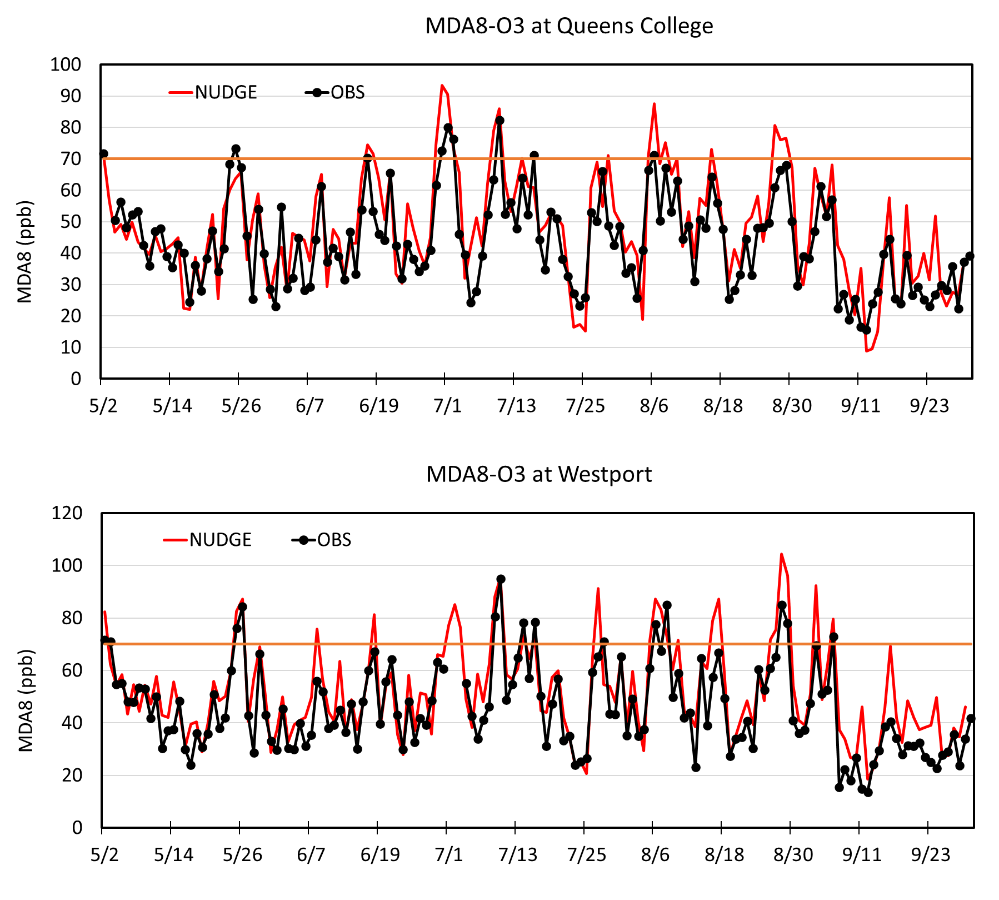 MDA8-O3 at Queens College
100
90
80
70
60
50
40
30
20
10
0
MDA8 (ppb)
NUDGE
OBS
5/2 5/14 5/26 6/7 6/19 7/1 7/13 7/25 8/6 8/18 8/30 9/11 9/23
MDA8-O3 at Westport
120
100
80
60
40
20
0
MDA8 (ppb)
NUDGE
OBS
5/2 5/14 5/26 6/7 6/19 7/1 7/13 7/25 8/6 8/18 8/30 9/11 9/23